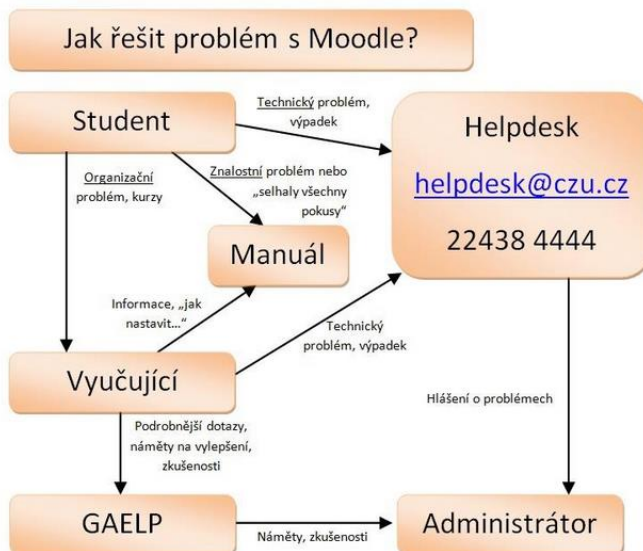 Jak řešit problém s Moodle?
Student
Technický problém,
výpadek
Helpdesk
helpdesk@czu.cz
22438 4444
Organizační
problém, kurzy
Znalostní problém nebo
„selhaly všechny
pokusy“
Manuál
Informace, „jak
nastavit...“
Technický
problém, výpadek
Vyučující
Hlášení o problémech
Podrobnější dotazy,
náměty na vylepšení,
zkušenosti
GAELP
Náměty, zkušenosti
Administrátor